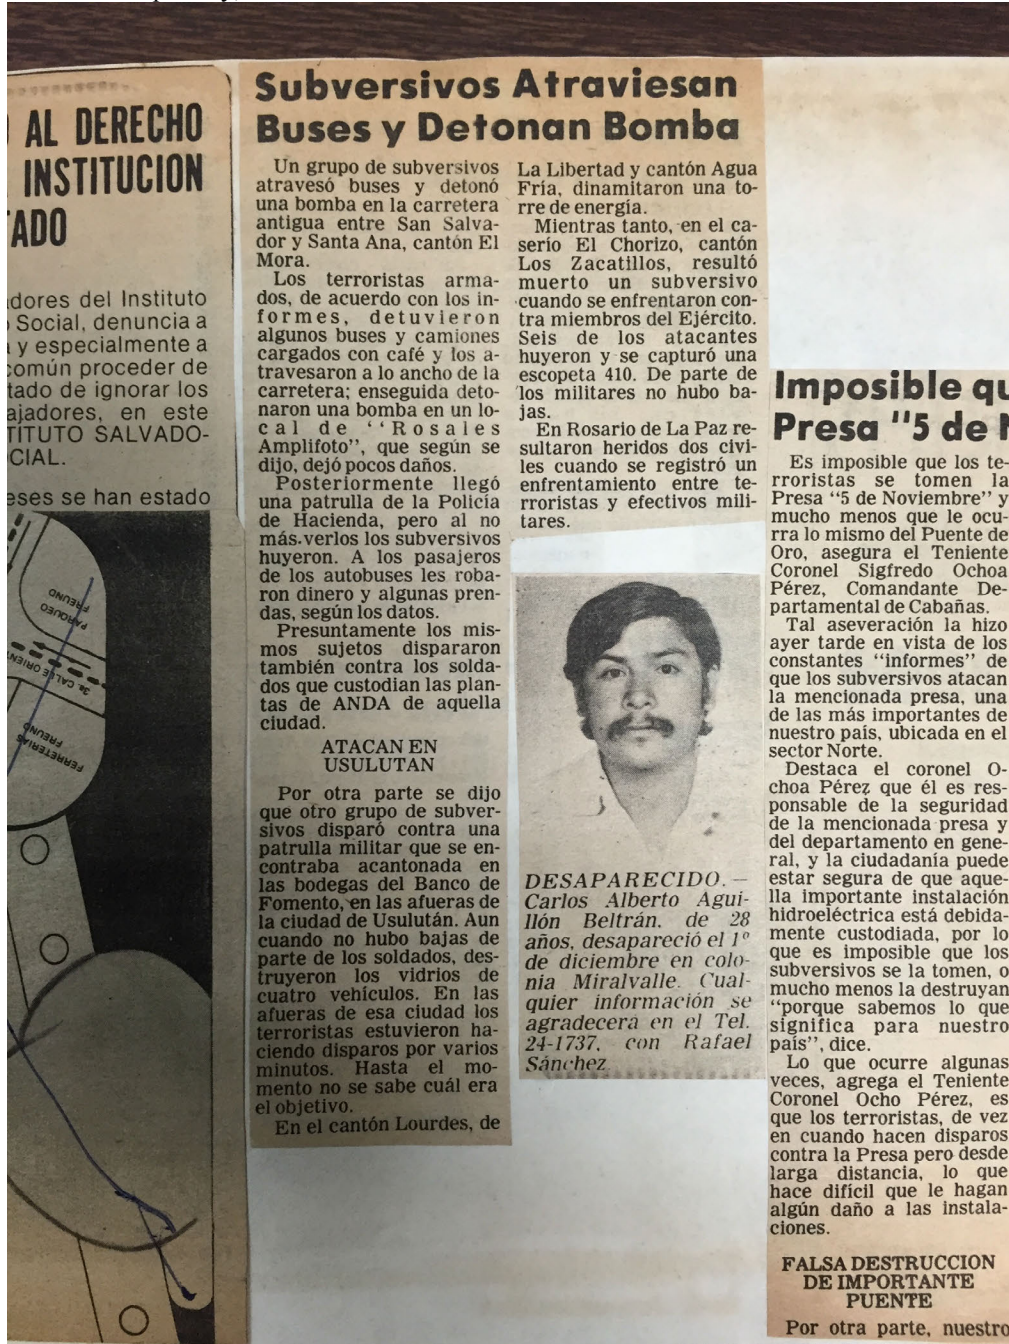 AL DERECHO
INSTITUCION
ADO
adores del Instituto
Social, denuncia a
y especialmente a
común proceder de
tado de ignorar los
ajadores, en este
TITUTO SALVADO-
CIAL.
eses se han estado
FREUND
PARQUEO
3a. CALLE ORIEN
FREUND
FERRETERIAS
Subversivos Atraviesan
Buses y Detonan Bomba
Un grupo de subversivos
atravesó buses y detonó
una bomba en la carretera
antigua entre San Salva-
dor y Santa Ana, cantón El
Mora.
Los terroristas arma-
dos, de acuerdo con los in-
formes, detuvieron
algunos buses y camiones
cargados con café y los a-
travesaron a lo ancho de la
carretera; enseguida deto-
naron una bomba en un lo-
cal de ‘‘Rosales
Amplifoto’’, que según se
dijo, dejó pocos daños.
Posteriormente llegó
una patrulla de la Policía
de Hacienda, pero al no
más verlos los subversivos
huyeron. A los pasajeros
de los autobuses les roba-
ron dinero y algunas pren-
das, según los datos.
Presuntamente los mis-
mos sujetos dispararon
también contra los solda-
dos que custodian las plan-
tas de ANDA de aquella
ciudad.
ATACAN EN
USULUTAN
Por otra parte se dijo
que otro grupo de subver-
sivos disparó contra una
patrulla militar que se en-
contraba acantonada en
las bodegas del Banco de
Fomento, en las afueras de
la ciudad de Usulután. Aun
cuando no hubo bajas de
parte de los soldados, des-
truyeron los vidrios de
cuatro vehículos. En las
afueras de esa ciudad los
terroristas estuvieron ha-
ciendo disparos por varios
minutos. Hasta el mo-
mento no se sabe cuál era
el objetivo.
En el cantón Lourdes, de
La Libertad y cantón Agua
Fría, dinamitaron una to-
rre de energía.
Mientras tanto, en el ca-
serío El Chorizo, cantón
Los Zacatillos, resultó
muerto un subversivo
cuando se enfrentaron con-
tra miembros del Ejército.
Seis de los atacantes
huyeron y se capturó una
escopeta 410. De parte de
los militares no hubo ba-
jas.
En Rosario de La Paz re-
sultaron heridos dos civi-
les cuando se registró un
enfrentamiento entre te-
rroristas y efectivos mili-
tares.
DESAPARECIDO. —
Carlos Alberto Agui-
llón Beltrán, de 28
años, desapareció el 1º
de diciembre en colo-
nia Miralvalle. Cual-
quier información se
agradecerá en el Tel.
24-1737, con Rafael
Sánchez.
Imposible qu
Presa "5 de N
Es imposible que los te-
rroristas se tomen la
Presa ‘‘5 de Noviembre’’ y
mucho menos que le ocu-
rra lo mismo del Puente de
Oro, asegura el Teniente
Coronel Sigfredo Ochoa
Pérez, Comandante De-
partamental de Cabañas.
Tal aseveración la hizo
ayer tarde en vista de los
constantes ‘‘informes’’ de
que los subversivos atacan
la mencionada presa, una
de las más importantes de
nuestro país, ubicada en el
sector Norte.
Destaca el coronel O-
choa Pérez que él es res-
ponsable de la seguridad
de la mencionada presa y
del departamento en gene-
ral, y la ciudadanía puede
estar segura de que aque-
lla importante instalación
hidroeléctrica está debida-
mente custodiada, por lo
que es imposible que los
subversivos se la tomen, o
mucho menos la destruyan
‘‘porque sabemos lo que
significa para nuestro
país’’, dice.
Lo que ocurre algunas
veces, agrega el Teniente
Coronel Ocho Pérez, es
que los terroristas, de vez
en cuando hacen disparos
contra la Presa pero desde
larga distancia, lo que
hace difícil que le hagan
algún daño a las instala-
ciones.
FALSA DESTRUCCION
DE IMPORTANTE
PUENTE
Por otra parte, nuestro